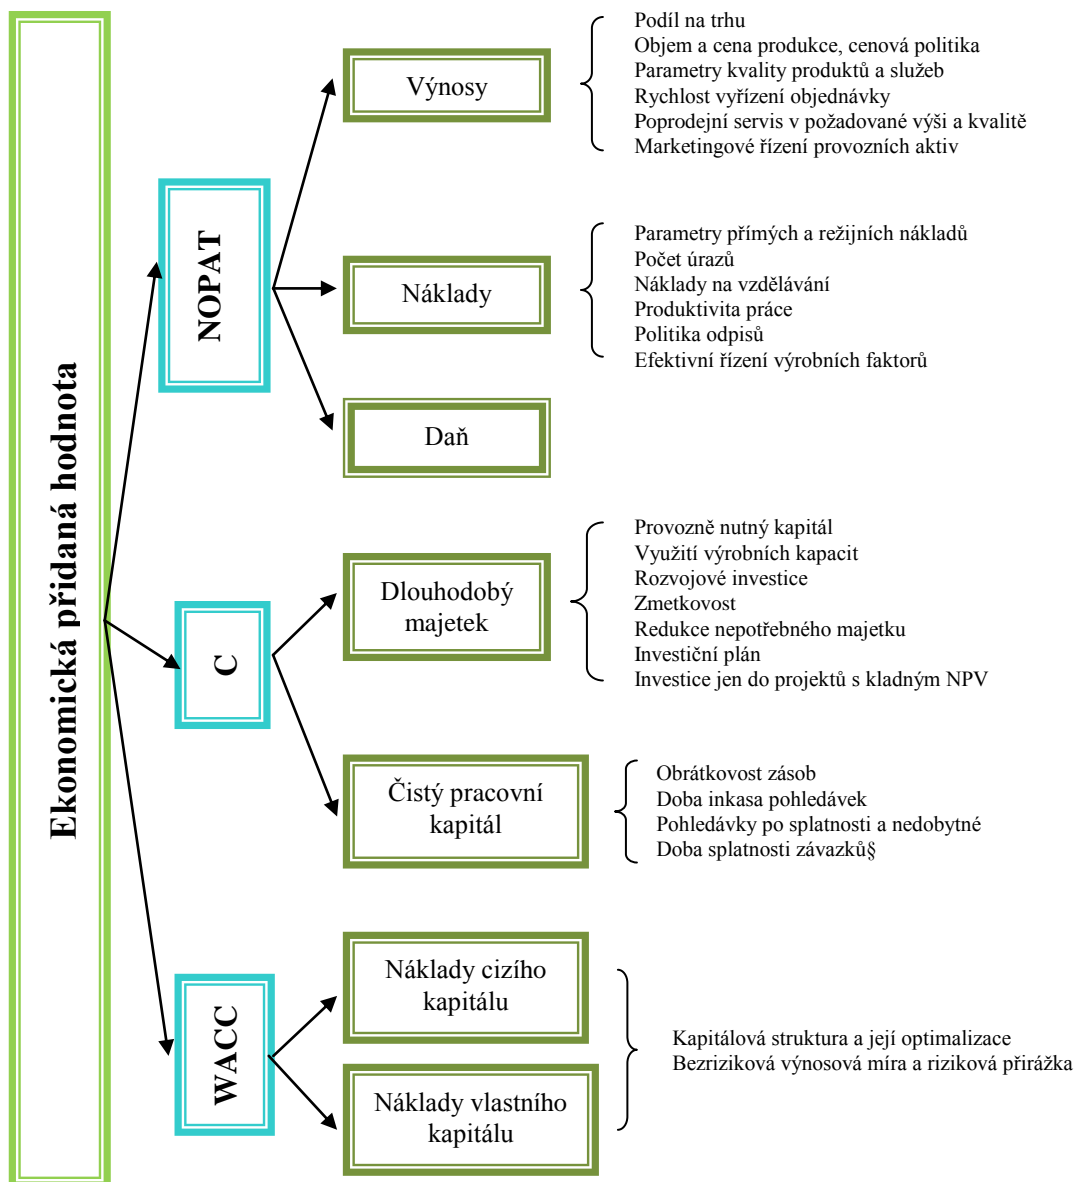 Ekonomická přidaná hodnota
NOPAT
Výnosy
Podíl na trhu
Objem a cena produkce, cenová politika
Parametry kvality produktů a služeb
Rychlost vyřízení objednávky
Poprodejní servis v požadované výši a kvalitě
Marketingové řízení provozních aktiv
Náklady
Parametry přímých a režijních nákladů
Počet úrazů
Náklady na vzdělávání
Produktivita práce
Politika odpisů
Efektivní řízení výrobních faktorů
Daň
C
Dlouhodobý
majetek
Provozně nutný kapitál
Využití výrobních kapacit
Rozvojové investice
Zmetkovost
Redukce nepotřebného majetku
Investiční plán
Investice jen do projektů s kladným NPV
Čistý pracovní
kapitál
Obrátkovost zásob
Doba inkasa pohledávek
Pohledávky po splatnosti a nedobytné
Doba splatnosti závazků§
WACC
Náklady cizího
kapitálu
Náklady vlastního
kapitálu
Kapitálová struktura a její optimalizace
Bezriziková výnosová míra a riziková přirážka